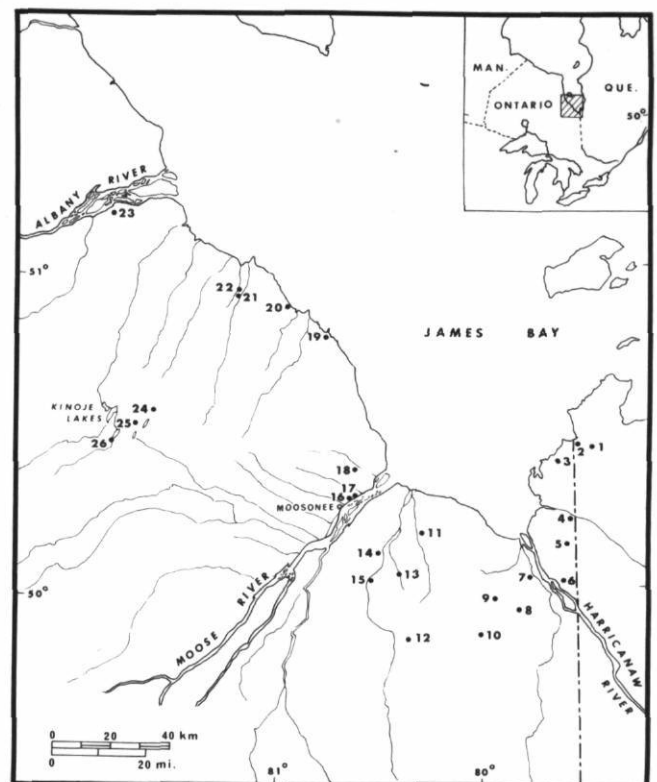 MAN.
QUE.
ONTARIO
50°
ALBANY RIVER
23
51°
22
21
20
19
JAMES BAY
KINOJE LAKES
24
25
26
18
17
16
MOOSONEE
1
2
3
4
5
6
7
8
9
10
11
12
13
14
15
50°
MOOSE RIVER
HARRICANAW RIVER
0 20 40 km
0 20 mi.
81°
80°